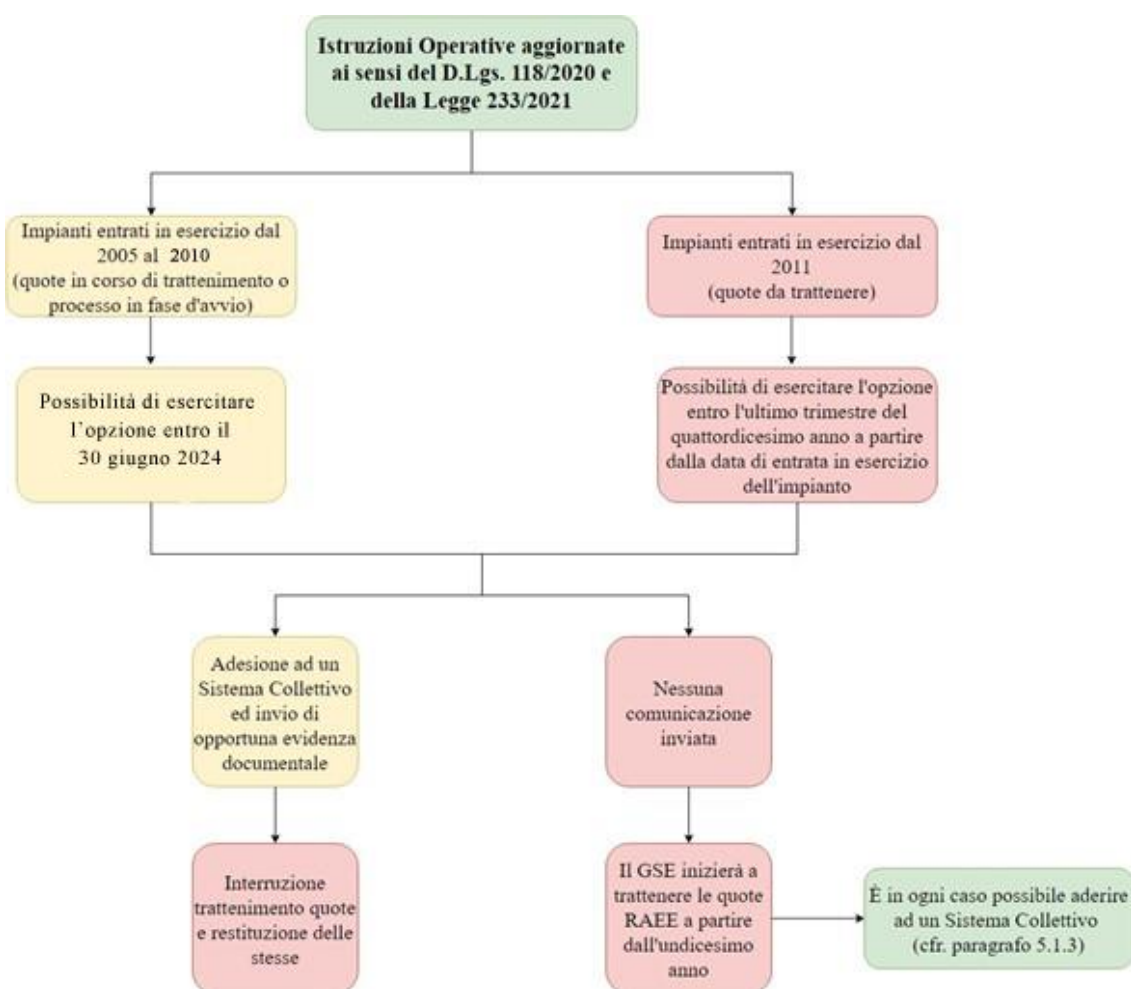 Istruzioni Operative aggiornate
ai sensi del D.Lgs. 118/2020 e
della Legge 233/2021
Impianti entrati in esercizio dal
2005 al 2010
(quote in corso di trattenimento o
processo in fase d'avvio)
Impianti entrati in esercizio dal
2011
(quote da trattenere)
Possibilità di esercitare
l’opzione entro il
30 giugno 2024
Possibilità di esercitare l'opzione
entro l'ultimo trimestre del
quattordicesimo anno a partire
dalla data di entrata in esercizio
dell'impianto
Adesione ad un
Sistema Collettivo
ed invio di
opportuna evidenza
documentale
Nessuna
comunicazione
inviata
Interruzione
trattenimento quote
e restituzione delle
stesse
Il GSE inizierà a
trattenere le quote
RAEE a partire
dall'undicesimo
anno
È in ogni caso possibile aderire
ad un Sistema Collettivo
(cfr. paragrafo 5.1.3)